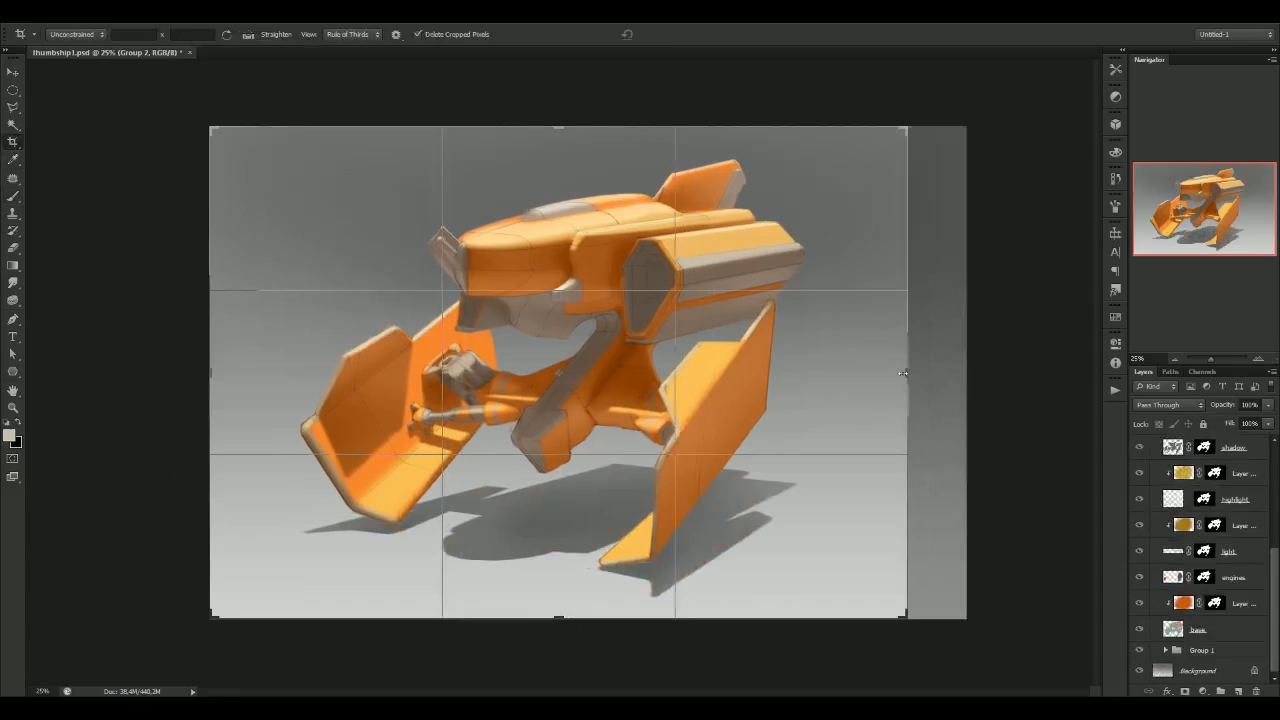 Unconstrained x Straighten View: Rule of Thirds Delete Cropped Pixels Untitled-1
thumbship1.psd @ 25% (Group 2, RGB/8) *
Navigator
25%
Layers Paths Channels
Kind
Pass Through Opacity: 100%
Lock: Fill: 100%
shadow
Layer ...
highlight
Layer ...
light
engines
Layer ...
base
Group 1
Background
25% Doc: 38,4M/440,2M